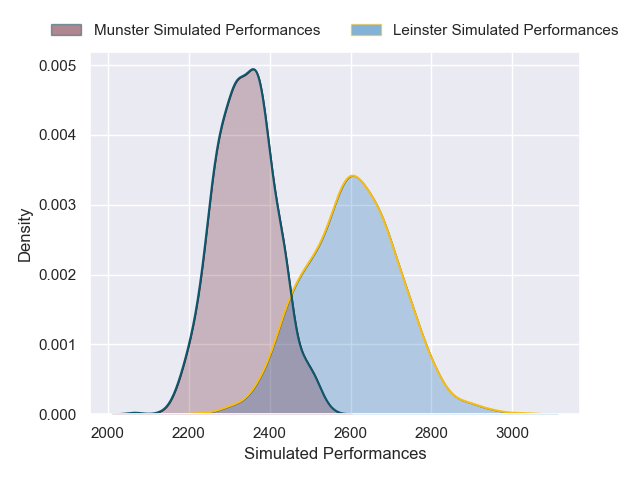 Munster Simulated Performances
Leinster Simulated Performances
0.005
0.004
0.003
0.002
0.001
0.000
Density
2000 2200 2400 2600 2800 3000
Simulated Performances